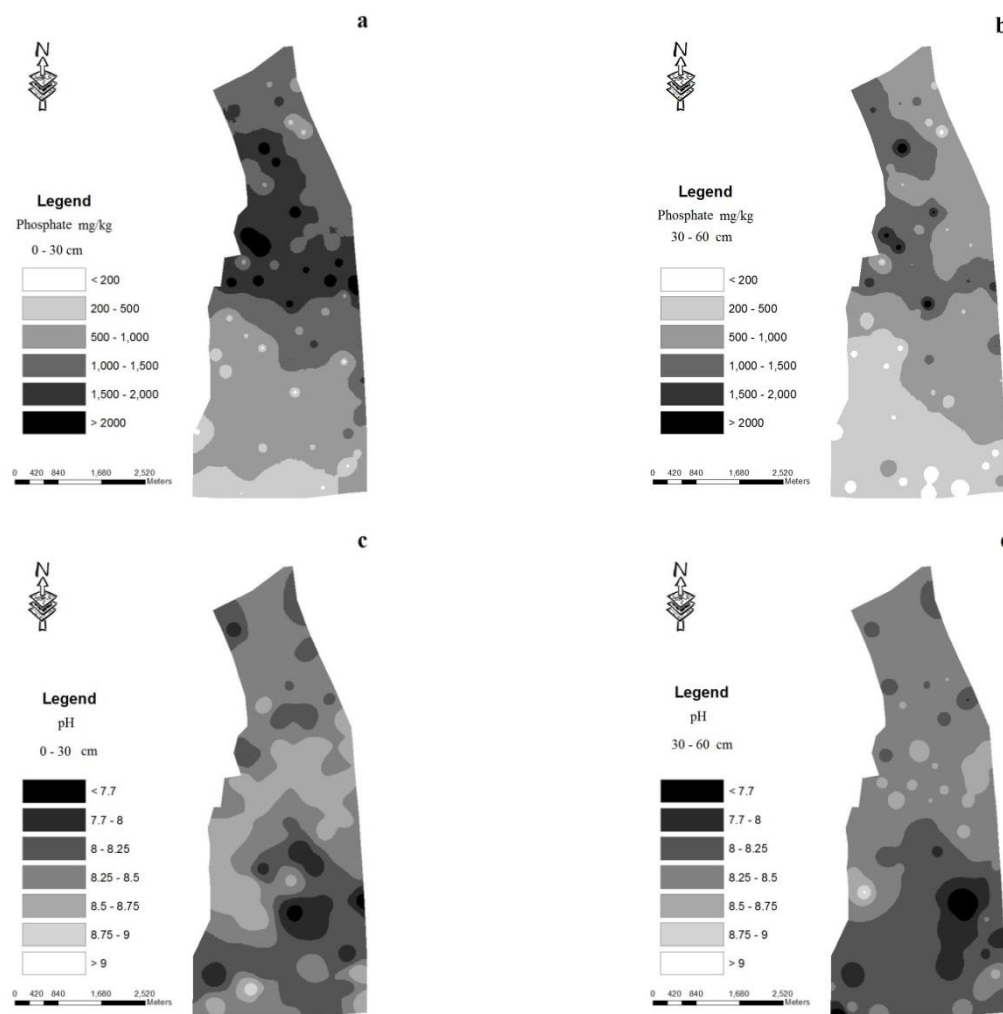 a
N
Legend
Phosphate mg/kg
0 - 30 cm
< 200
200 - 500
500 - 1,000
1,000 - 1,500
1,500 - 2,000
> 2000
0 420 840 1,680 2,520
Meters
b
N
Legend
Phosphate mg/kg
30 - 60 cm
< 200
200 - 500
500 - 1,000
1,000 - 1,500
1,500 - 2,000
> 2000
0 420 840 1,680 2,520
Meters
c
N
Legend
pH
0 - 30 cm
< 7.7
7.7 - 8
8 - 8.25
8.25 - 8.5
8.5 - 8.75
8.75 - 9
> 9
0 420 840 1,680 2,520
Meters
N
Legend
pH
30 - 60 cm
< 7.7
7.7 - 8
8 - 8.25
8.25 - 8.5
8.5 - 8.75
8.75 - 9
> 9
0 420 840 1,680 2,520
Meters